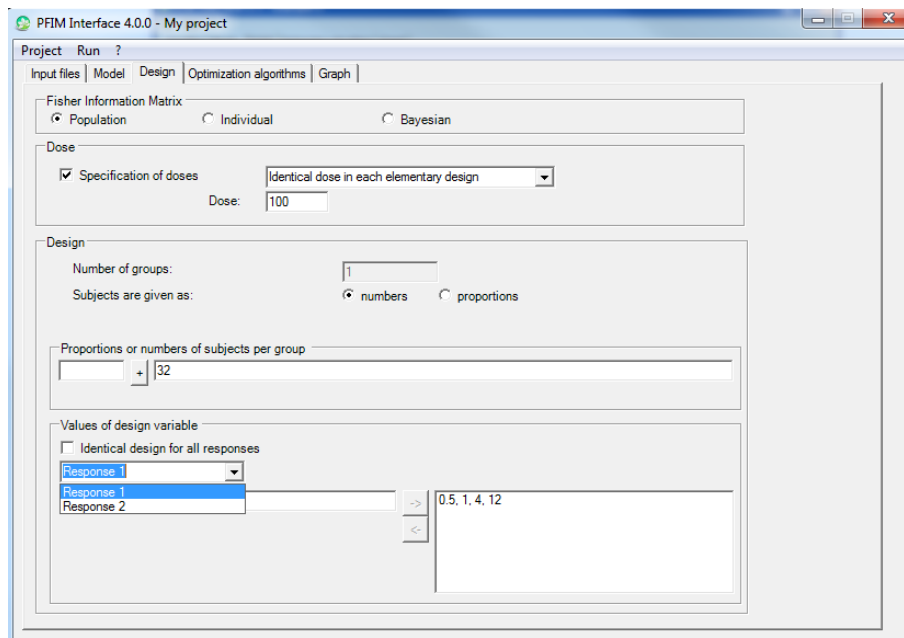 PFIM Interface 4.0.0 - My project
Project Run ?
Input files Model Design Optimization algorithms Graph
Fisher Information Matrix
Population Individual Bayesian
Dose
Specification of doses Identical dose in each elementary design
Dose: 100
Design
Number of groups: 1
Subjects are given as: numbers proportions
Proportions or numbers of subjects per group
+ 32
Values of design variable
Identical design for all responses
Response 1
Response 1
Response 2
-> 0.5, 1, 4, 12
<-